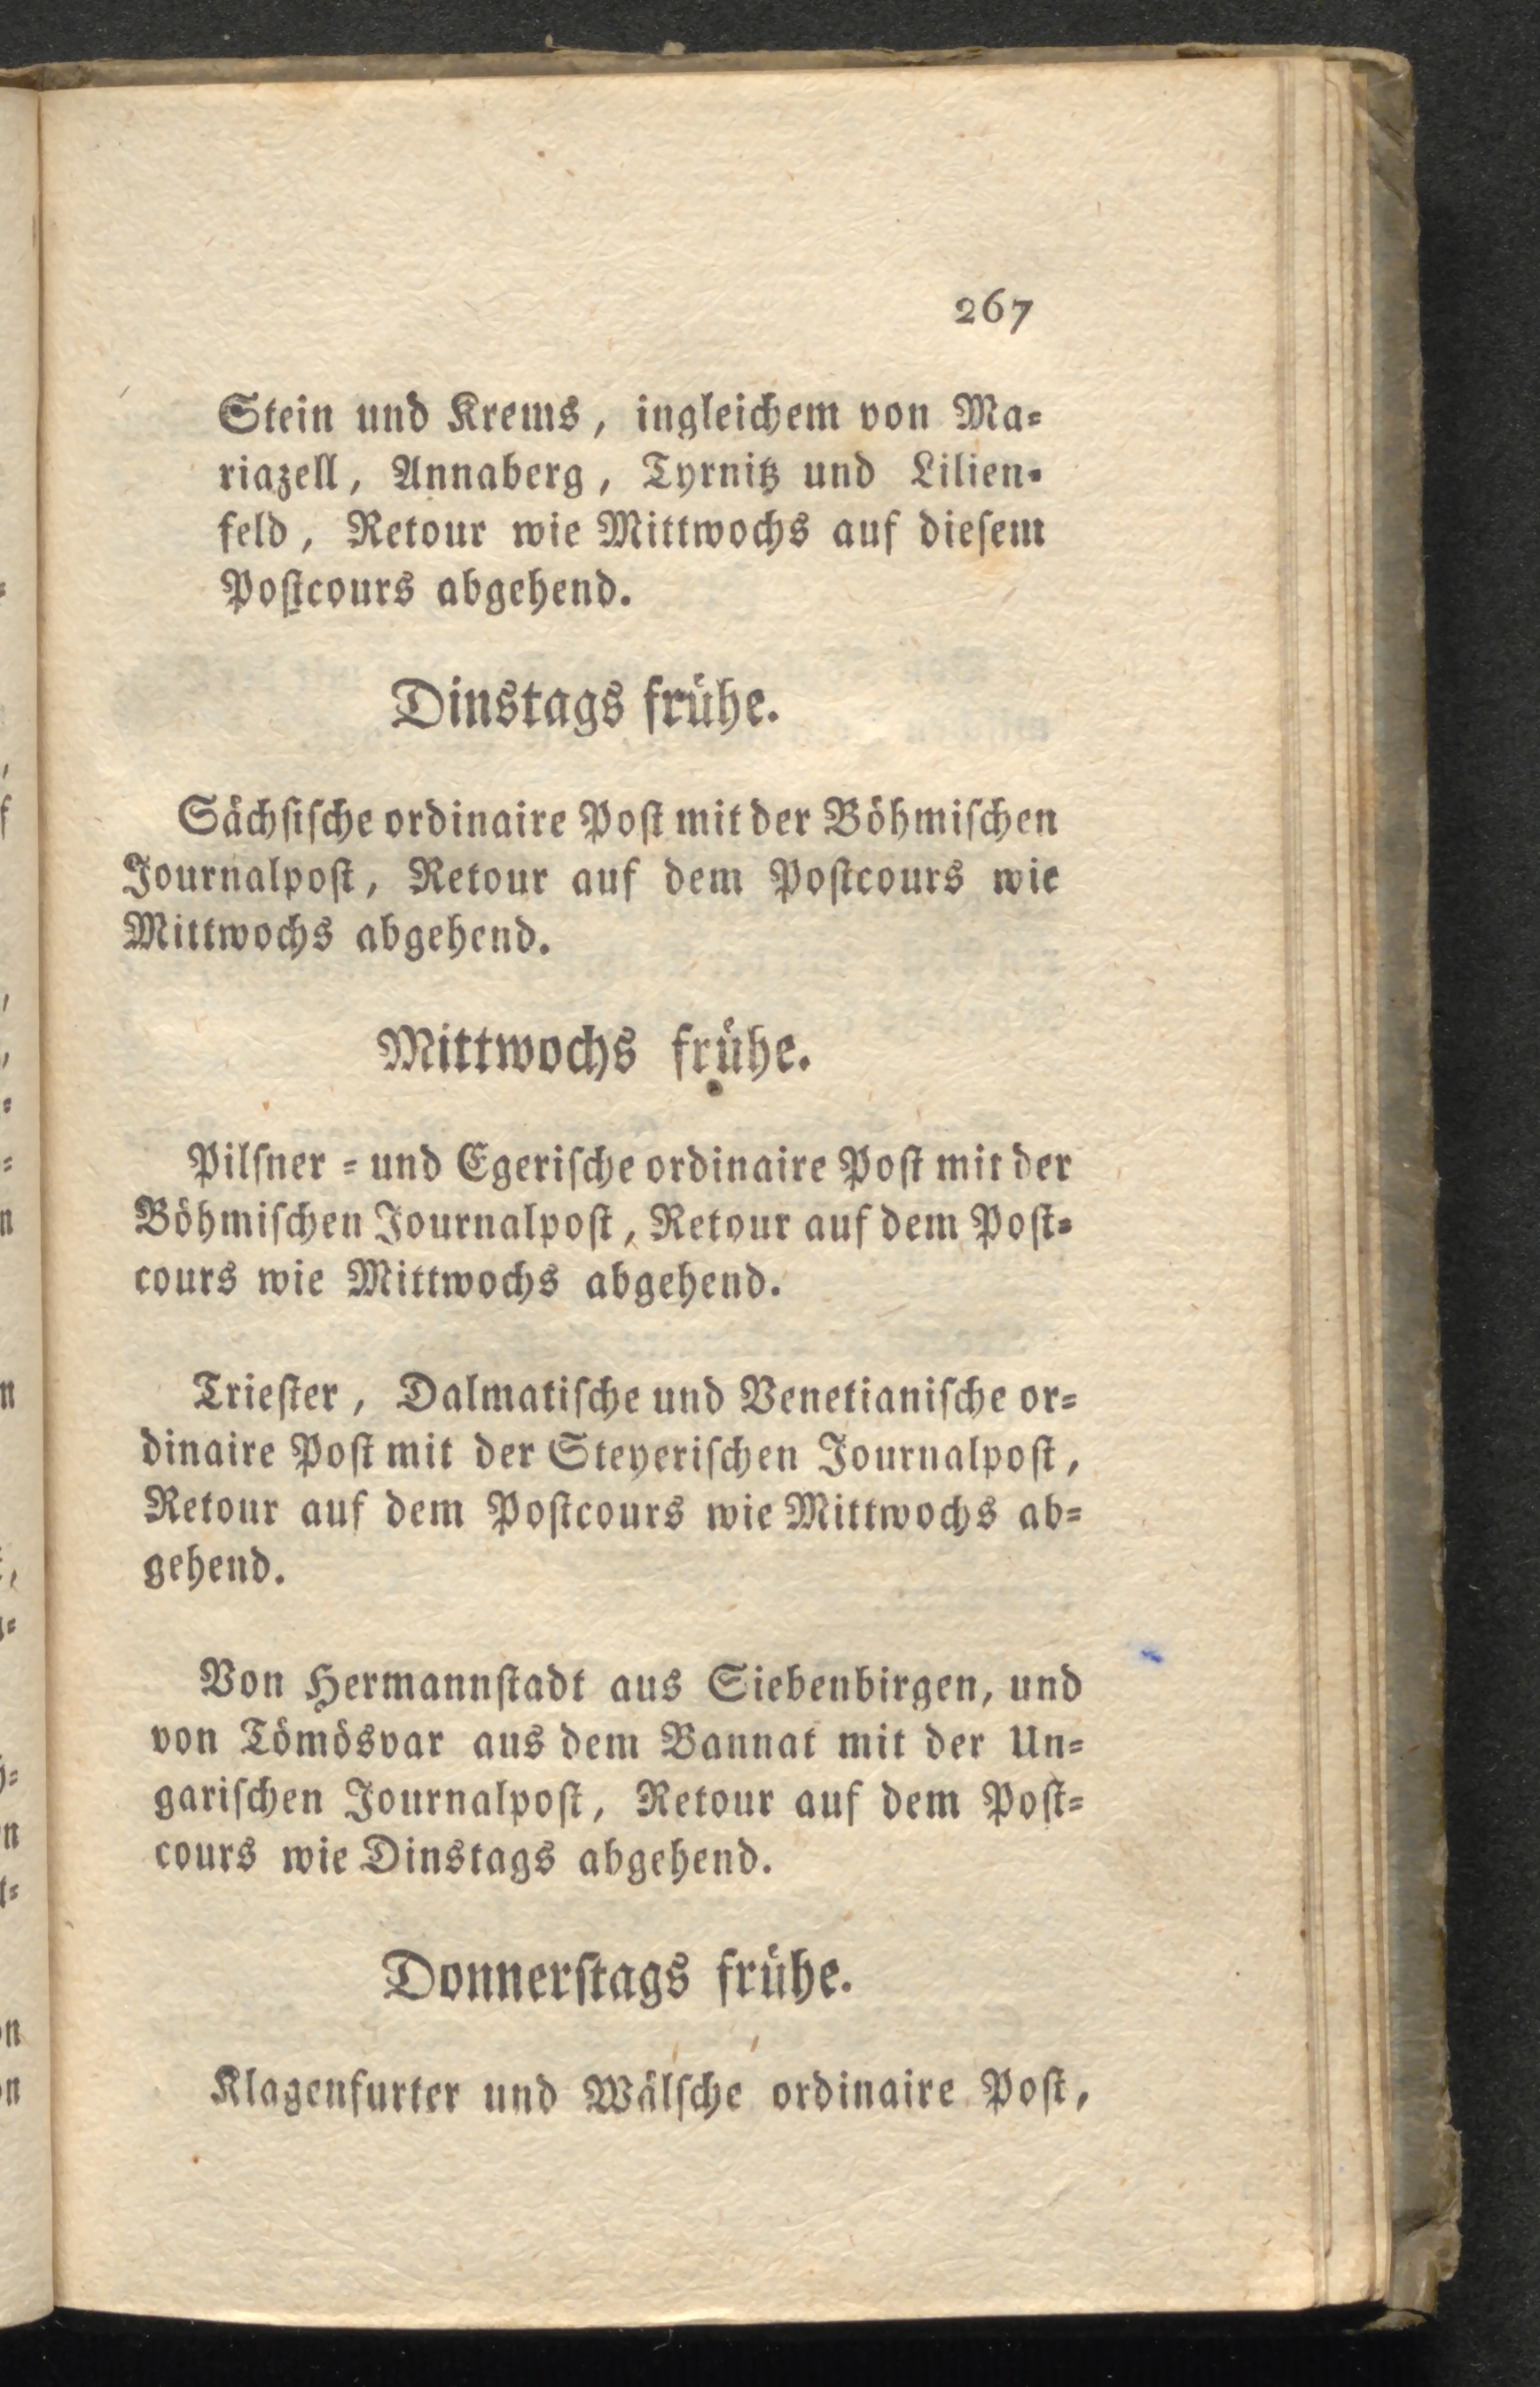 267
Stein und Krems, ingleichem von Ma⸗
riazell, Annaberg, Tyrnitz und Lilien⸗
feld, Retour wie Mittwochs auf dieſem
Poſtcours abgehend.
Dinstags frühe.
Sächſiſche ordinaire Poſt mit der Böhmiſchen
Journalpoſt, Retour auf dem Poſtcours wie
Mittwochs abgehend.
Mittwochs frühe.
Pilſner ⸗ und Egeriſche ordinaire Poſt mit der
Böhmiſchen Journalpoſt, Retour auf dem Poſt⸗
cours wie Mittwochs abgehend.
Trieſter, Dalmatiſche und Venetianiſche or⸗
dinaire Poſt mit der Steyeriſchen Journalpoſt,
Retour auf dem Poſtcours wie Mittwochs ab⸗
gehend.
Von Hermannſtadt aus Siebenbirgen, und
von Tömösvar aus dem Bannat mit der Un⸗
gariſchen Journalpoſt, Retour auf dem Poſt⸗
cours wie Dinstags abgehend.
Donnerſtags frühe.
Klagenfurter und Wälſche ordinaire Poſt,